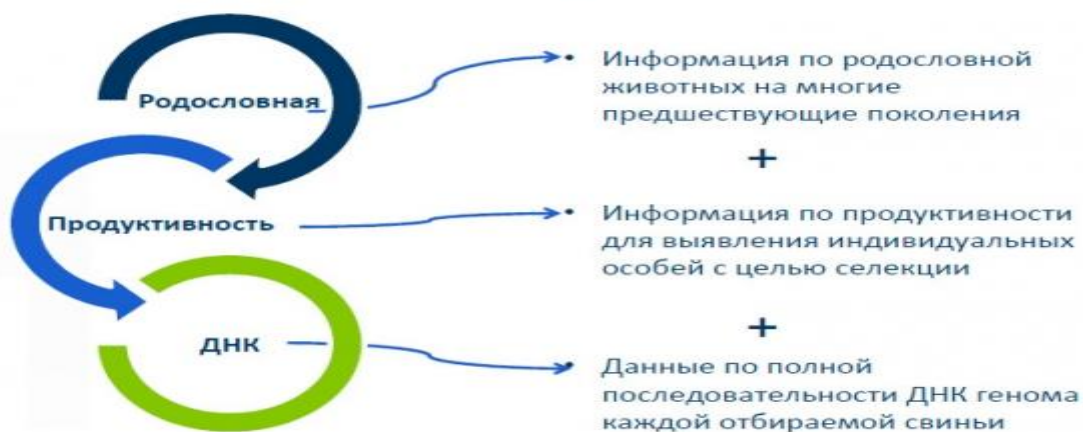 Родословная
• Информация по родословной
животных на многие
предшествующие поколения
+
Продуктивность
• Информация по продуктивности
для выявления индивидуальных
особей с целью селекции
+
ДНК
• Данные по полной
последовательности ДНК генома
каждой отбираемой свиньи